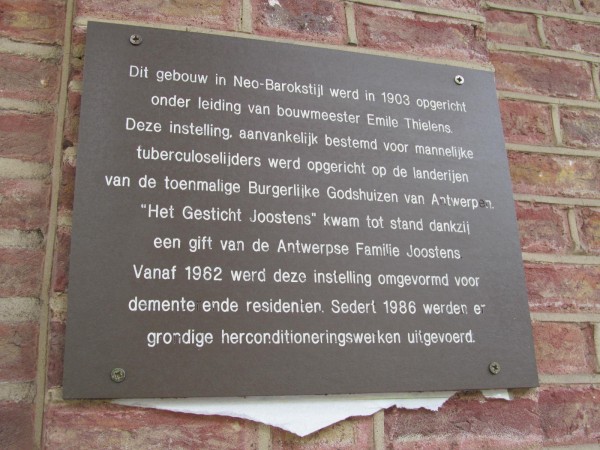 Dit gebouw in Neo-Barokstijl werd in 1903 opgericht
onder leiding van bouwmeester Emile Thielens.
Deze instelling, aanvankelijk bestemd voor mannelijke
tuberculoselijders werd opgericht op de landerijen
van de toenmalige Burgerlijke Godshuizen van Antwerpen.
"Het Gesticht Joostens" kwam tot stand dankzij
een gift van de Antwerpse Familie Joostens
Vanaf 1962 werd deze instelling omgevormd voor
demente ende residenten. Sedert 1986 werden er
grondige herconditioneringswerken uitgevoerd.